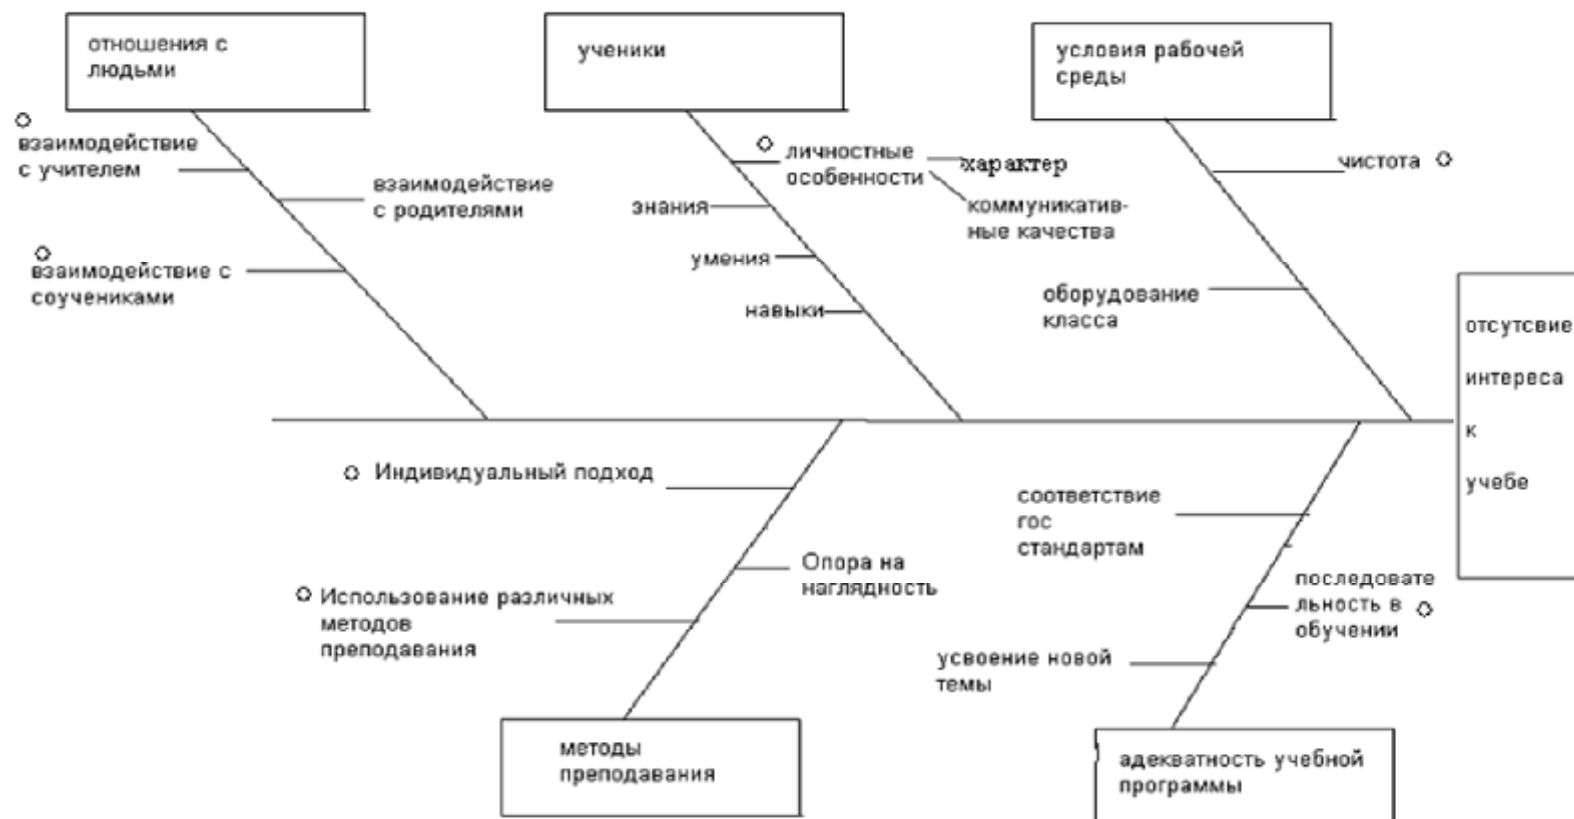 отношения с
людьми
ученики
условия рабочей
среды
взаимодействие
с учителем
взаимодействие
с родителями
взаимодействие с
соучениками
личностные
особенности
характер
коммуникатив-
ные качества
знания
умения
навыки
чистота
оборудование
класса
отсутсвие
интереса
к
учебе
Индивидуальный подход
Опора на
наглядность
Использование различных
методов
преподавания
соответствие
гос
стандартам
последовате
льность в
обучении
усвоение новой
темы
методы
преподавания
адекватность учебной
программы